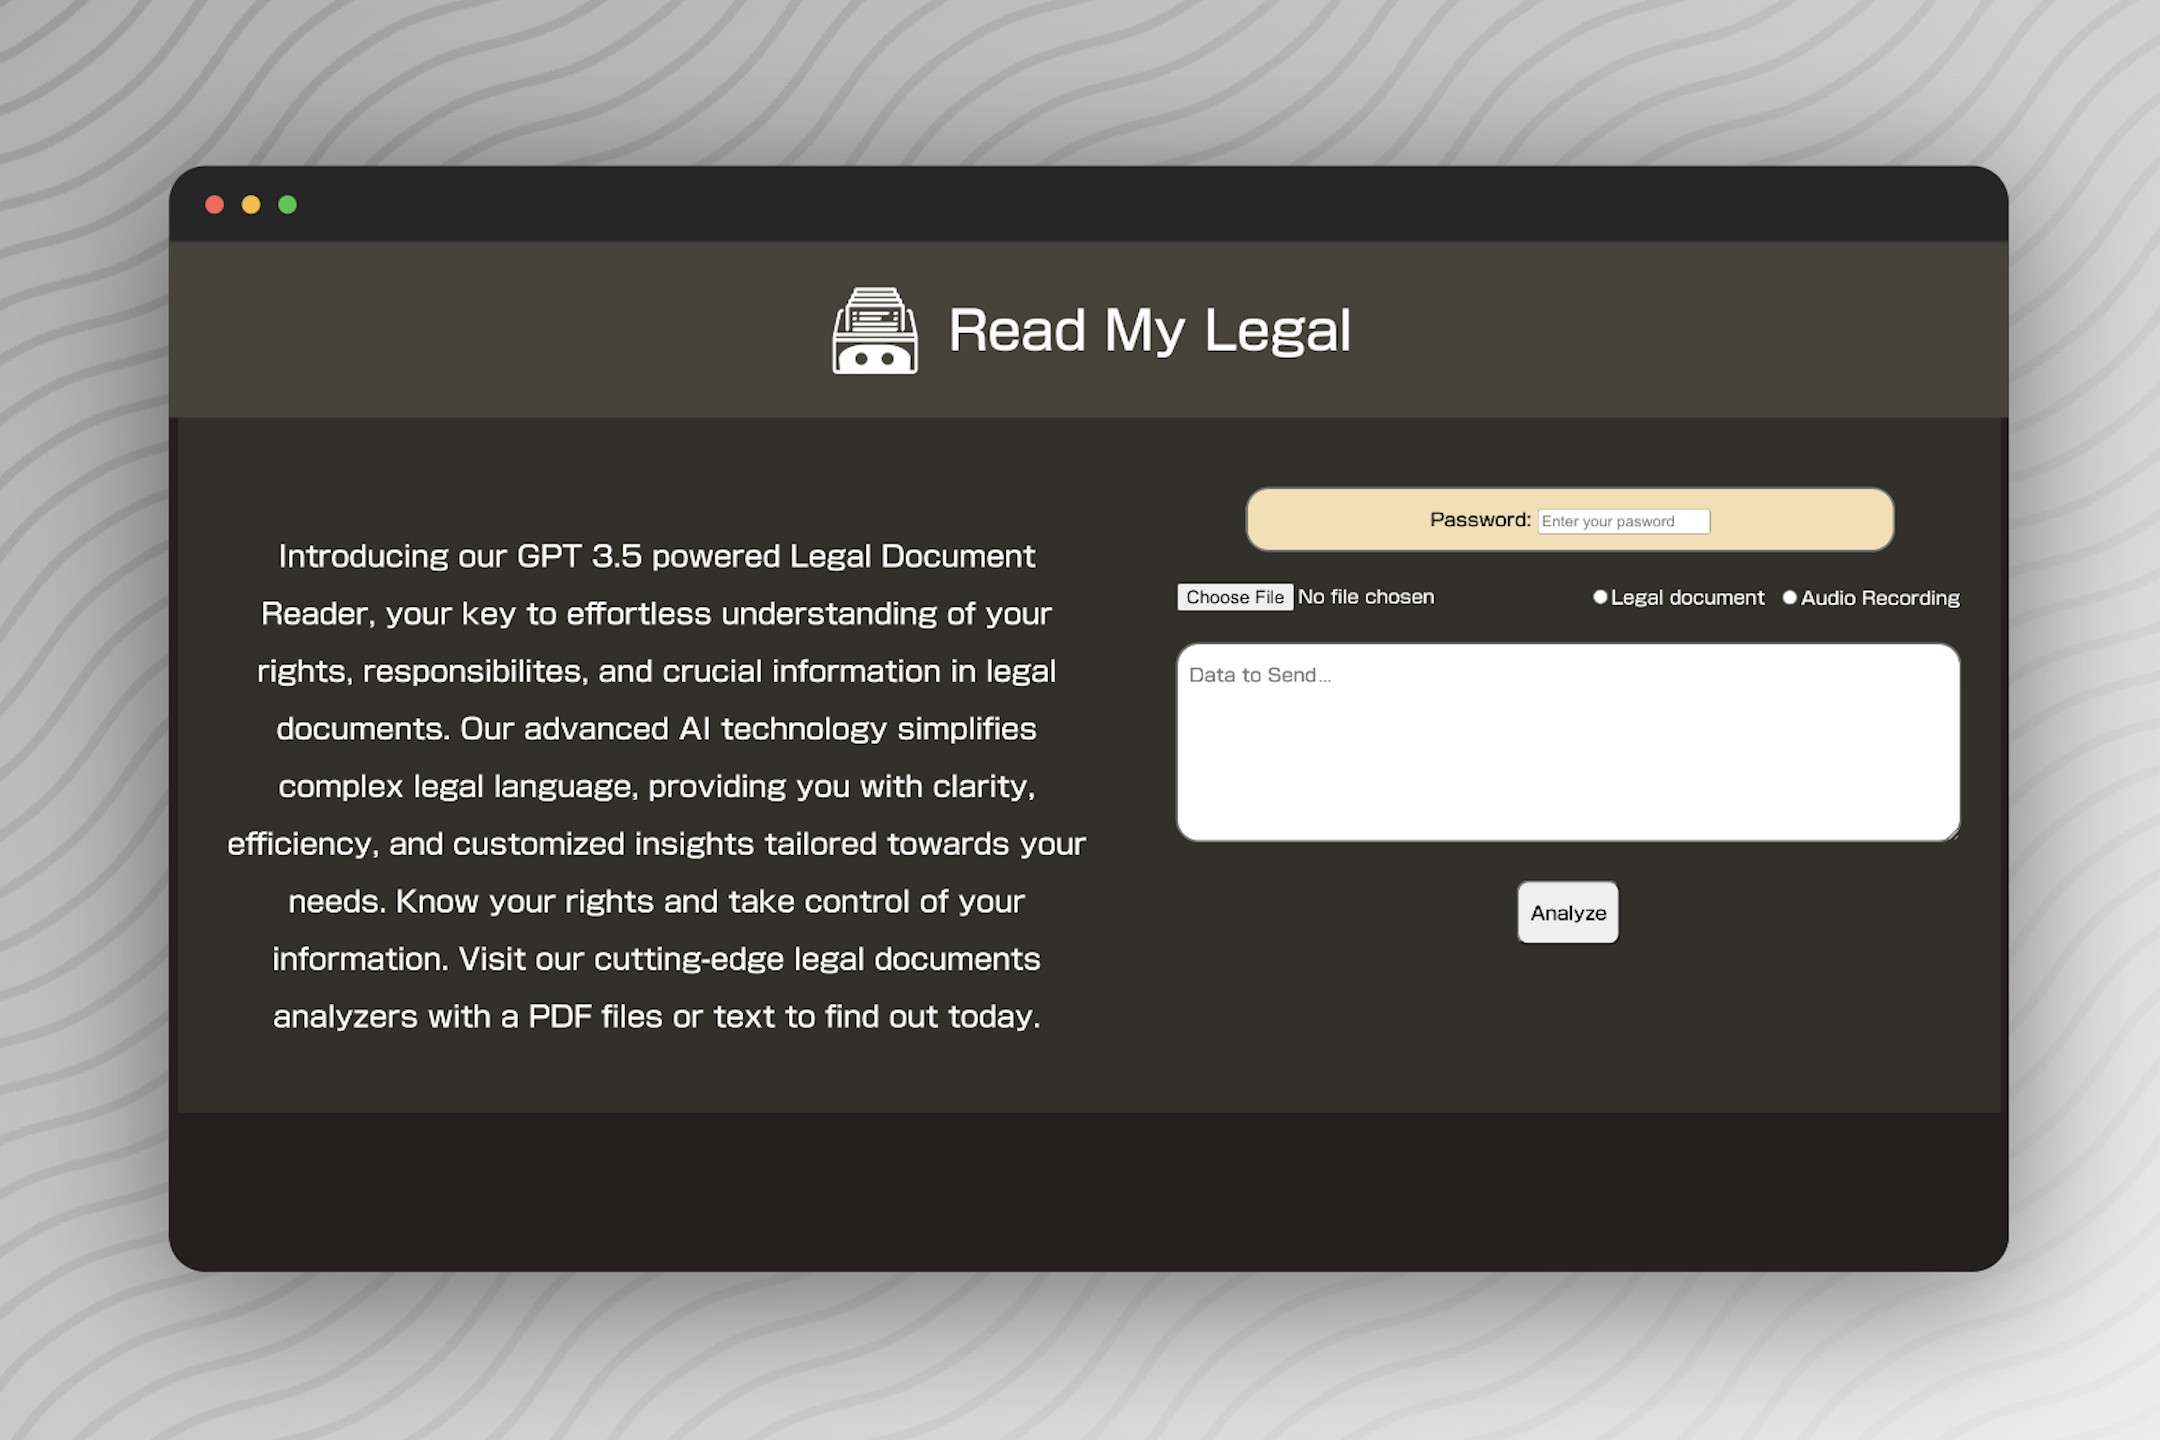 Read My Legal
Introducing our GPT 3.5 powered Legal Document
Reader, your key to effortless understanding of your
rights, responsibilites, and crucial information in legal
documents. Our advanced AI technology simplifies
complex legal language, providing you with clarity,
efficiency, and customized insights tailored towards your
needs. Know your rights and take control of your
information. Visit our cutting-edge legal documents
analyzers with a PDF files or text to find out today.
Password: Enter your pasword
Choose File No file chosen
Legal document Audio Recording
Data to Send...
Analyze